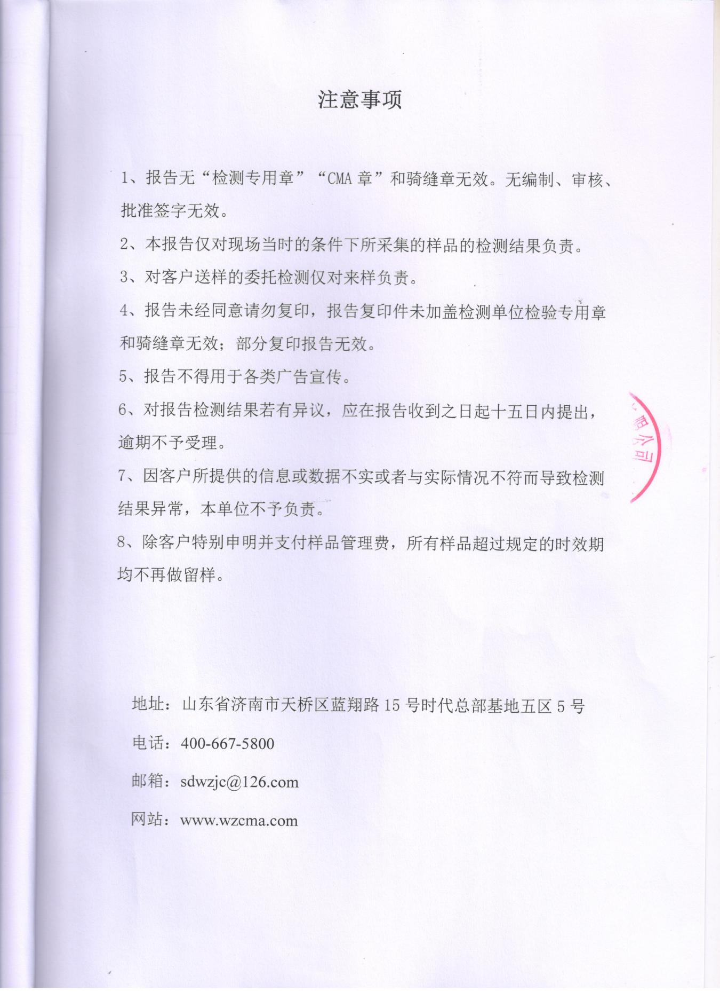 注意事项
1、报告无“检测专用章”“CMA 章”和骑缝章无效。无编制、审核、
批准签字无效。
2、本报告仅对现场当时的条件下所采集的样品的检测结果负责。
3、对客户送样的委托检测仅对来样负责。
4、报告未经同意请勿复印，报告复印件未加盖检测单位检验专用章
和骑缝章无效；部分复印报告无效。
5、报告不得用于各类广告宣传。
6、对报告检测结果若有异议，应在报告收到之日起十五日内提出，
逾期不予受理。
7、因客户所提供的信息或数据不实或者与实际情况不符而导致检测
结果异常，本单位不予负责。
8、除客户特别申明并支付样品管理费，所有样品超过规定的时效期
均不再做留样。
限公司
地址：山东省济南市天桥区蓝翔路 15 号时代总部基地五区 5 号
电话：400-667-5800
邮箱：sdwzjc@126.com
网站：www.wzcma.com